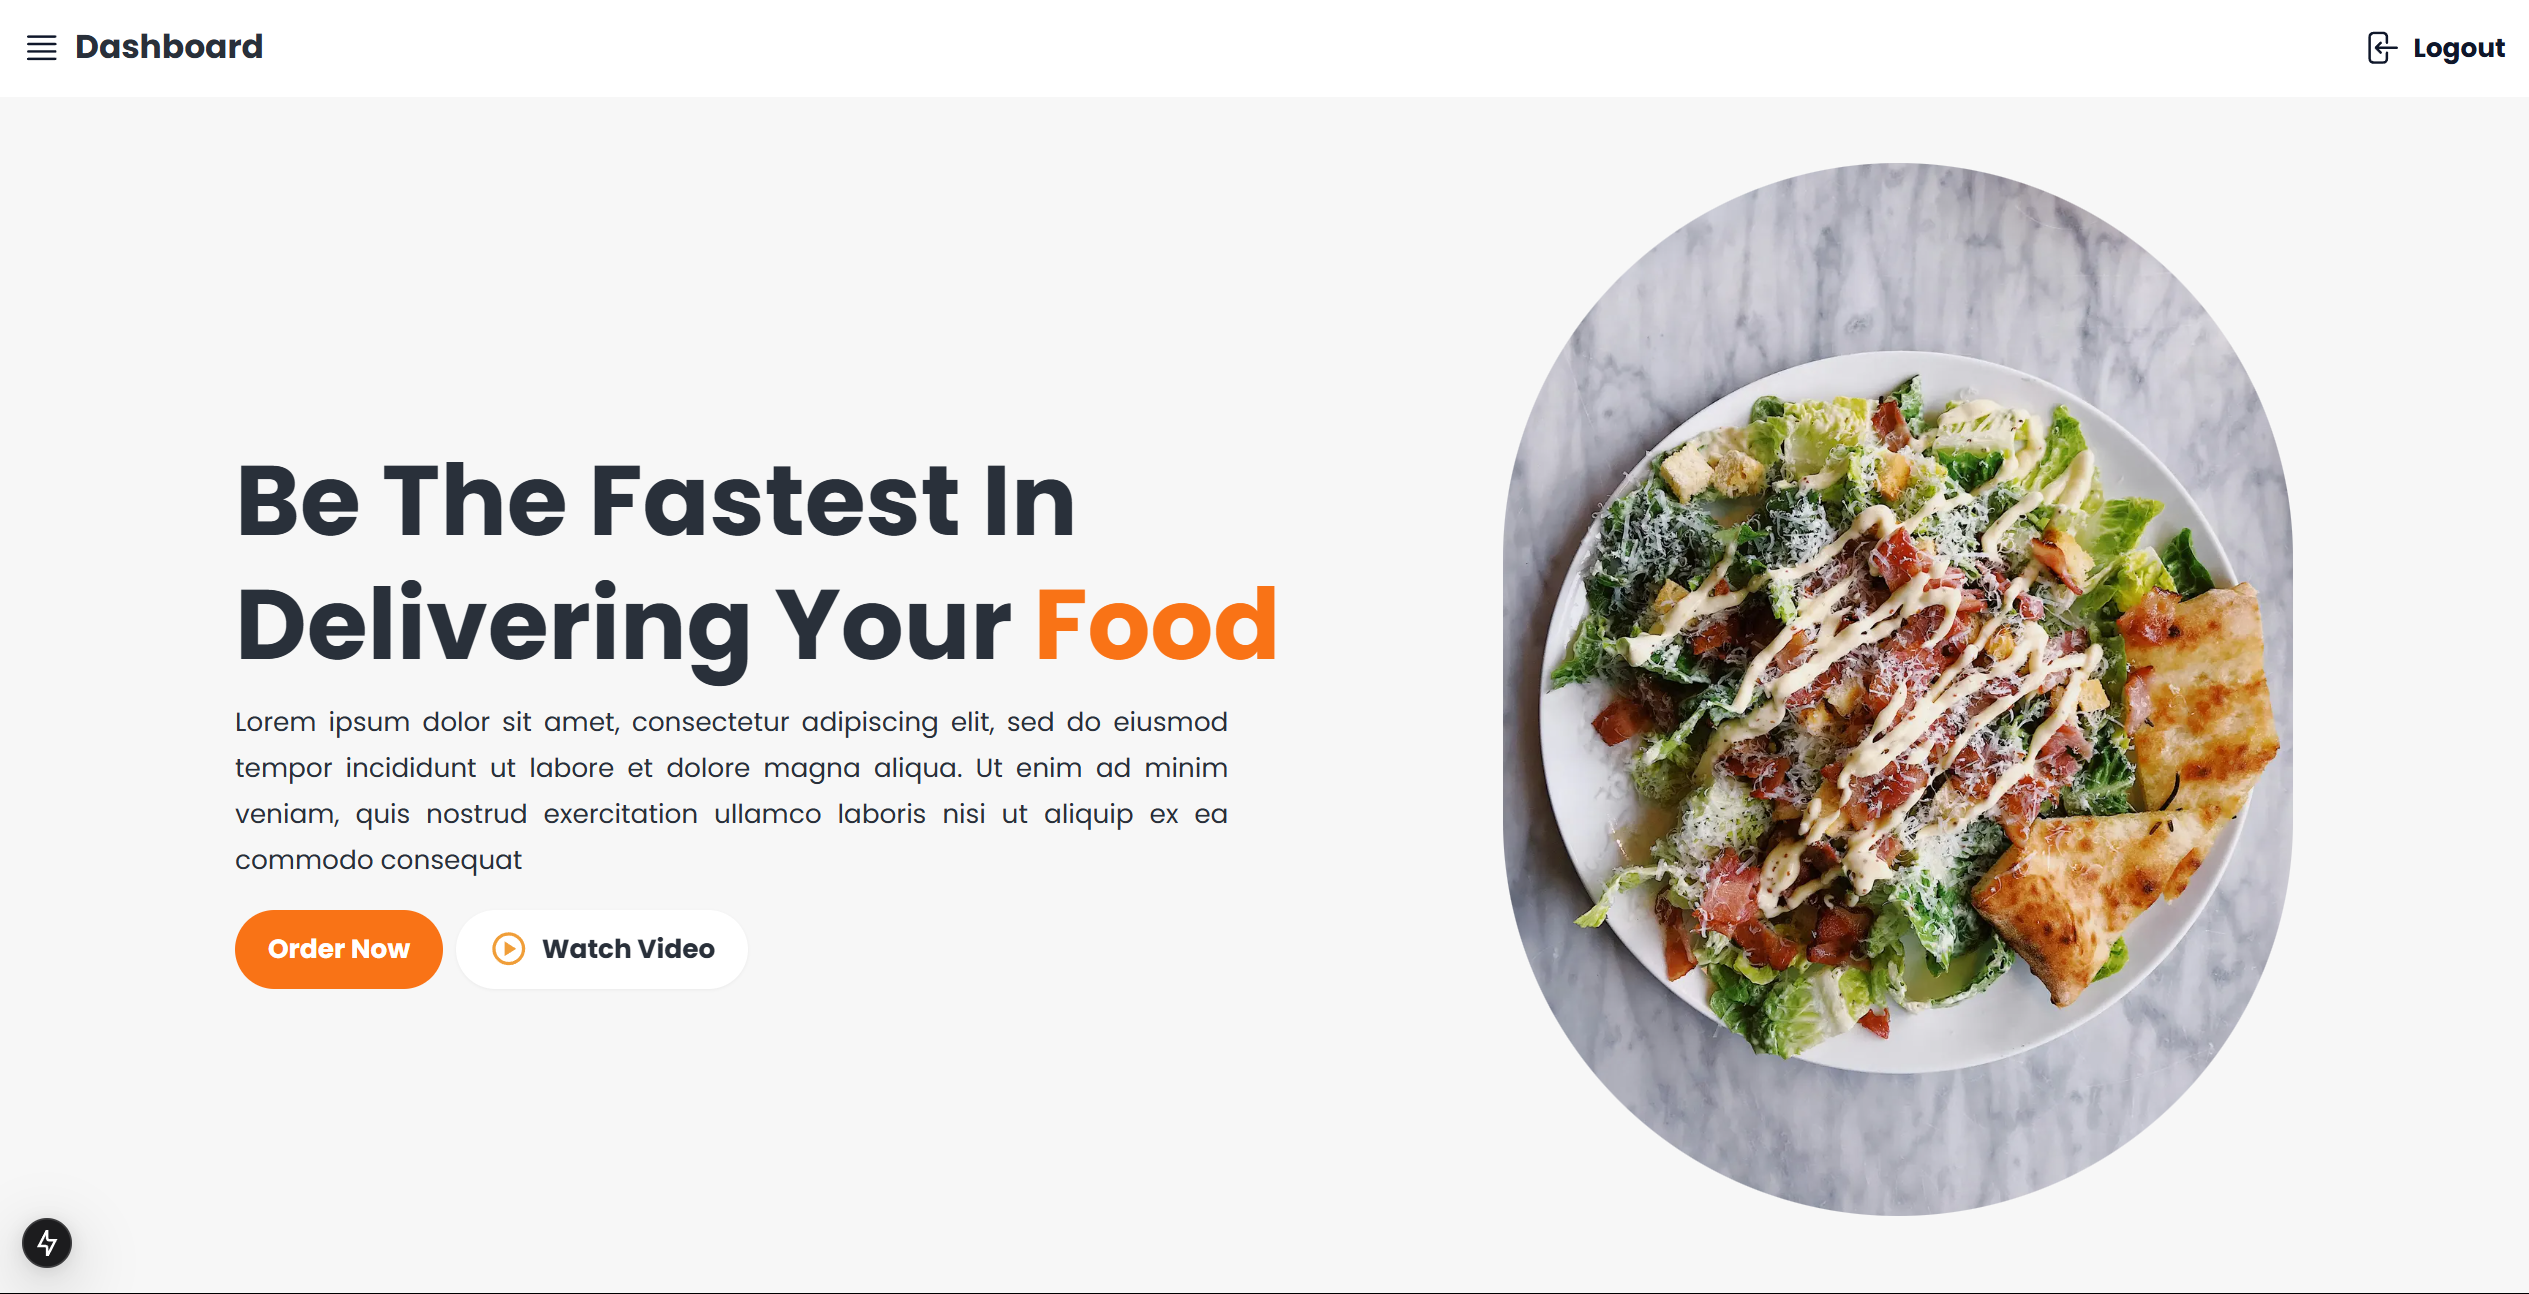 Dashboard
Logout
Be The Fastest In
Delivering Your Food
Lorem ipsum dolor sit amet, consectetur adipiscing elit, sed do eiusmod
tempor incididunt ut labore et dolore magna aliqua. Ut enim ad minim
veniam, quis nostrud exercitation ullamco laboris nisi ut aliquip ex ea
commodo consequat
Order Now
Watch Video